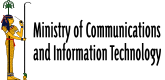 Ministry of Communications
and Information Technology